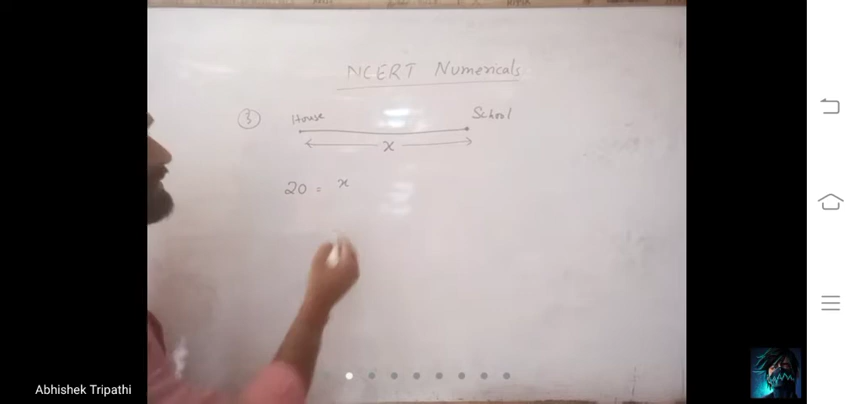 NCERT Numericals
③ House School
x
20 = x
Abhishek Tripathi